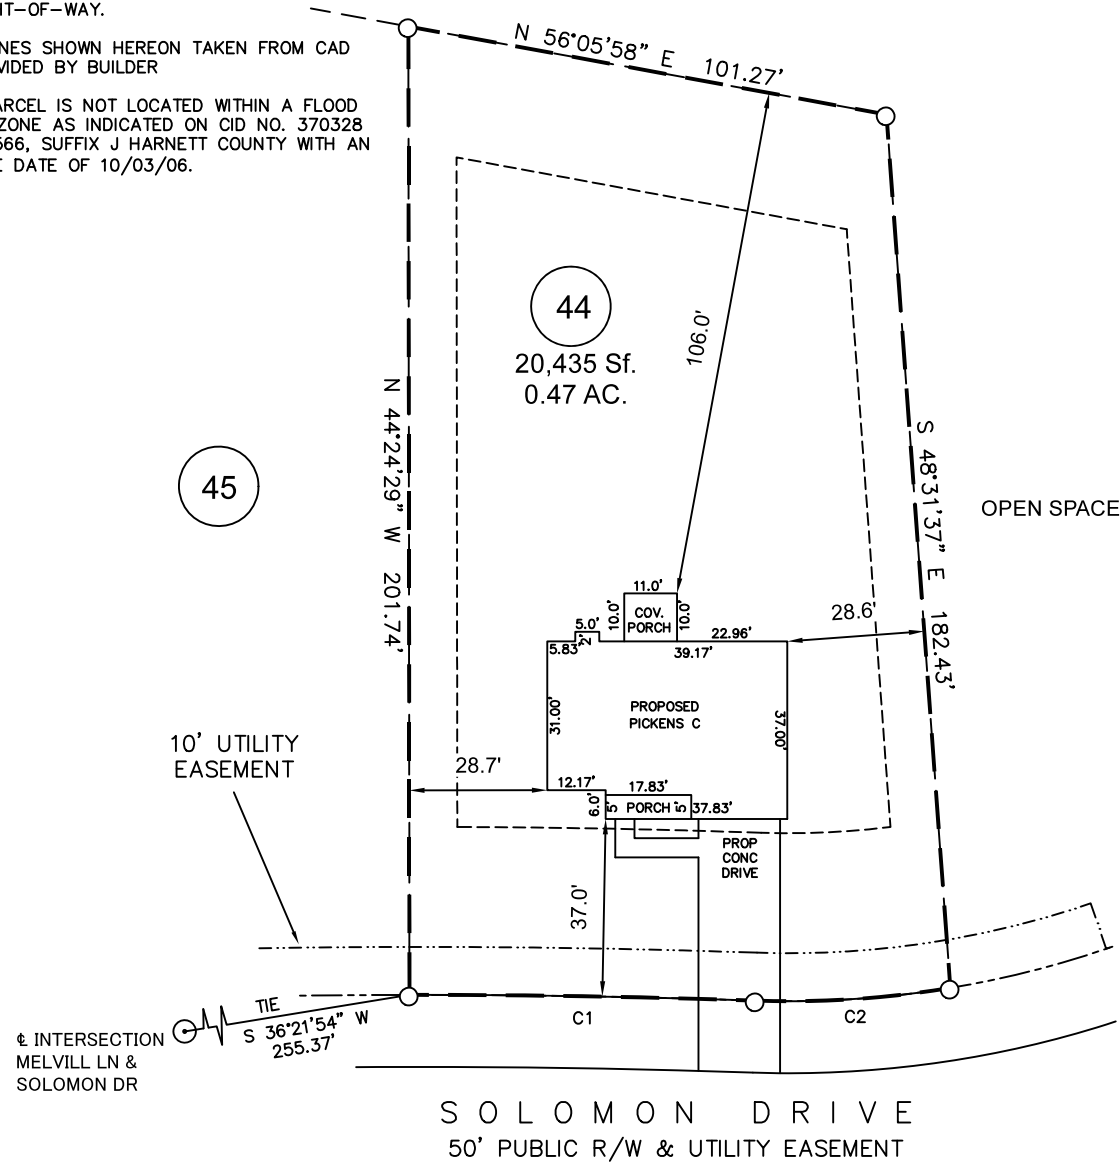 IT-OF-WAY.
NES SHOWN HEREON TAKEN FROM CAD
VIDED BY BUILDER
ARCEL IS NOT LOCATED WITHIN A FLOOD
ZONE AS INDICATED ON CID NO. 370328
566, SUFFIX J HARNETT COUNTY WITH AN
E DATE OF 10/03/06.
N 56°05'58" E 101.27'
44
20,435 Sf.
0.47 AC.
106.0'
N 44°24'29" W 201.74'
45
S 48°31'37" E 182.43'
OPEN SPACE
11.0'
10.0'
COV.
PORCH
10.0'
5.0'
2'
5.83'
22.96'
39.17'
28.6'
31.00'
PROPOSED
PICKENS C
37.00'
10' UTILITY
EASEMENT
28.7'
12.17'
17.83'
6.0'
5'
PORCH
5'
37.83'
PROP
CONC
DRIVE
37.0'
TIE
S 36°21'54" W
255.37'
C1
C2
℄ INTERSECTION
MELVILL LN &
SOLOMON DR
SOLOMON DRIVE
50' PUBLIC R/W & UTILITY EASEMENT